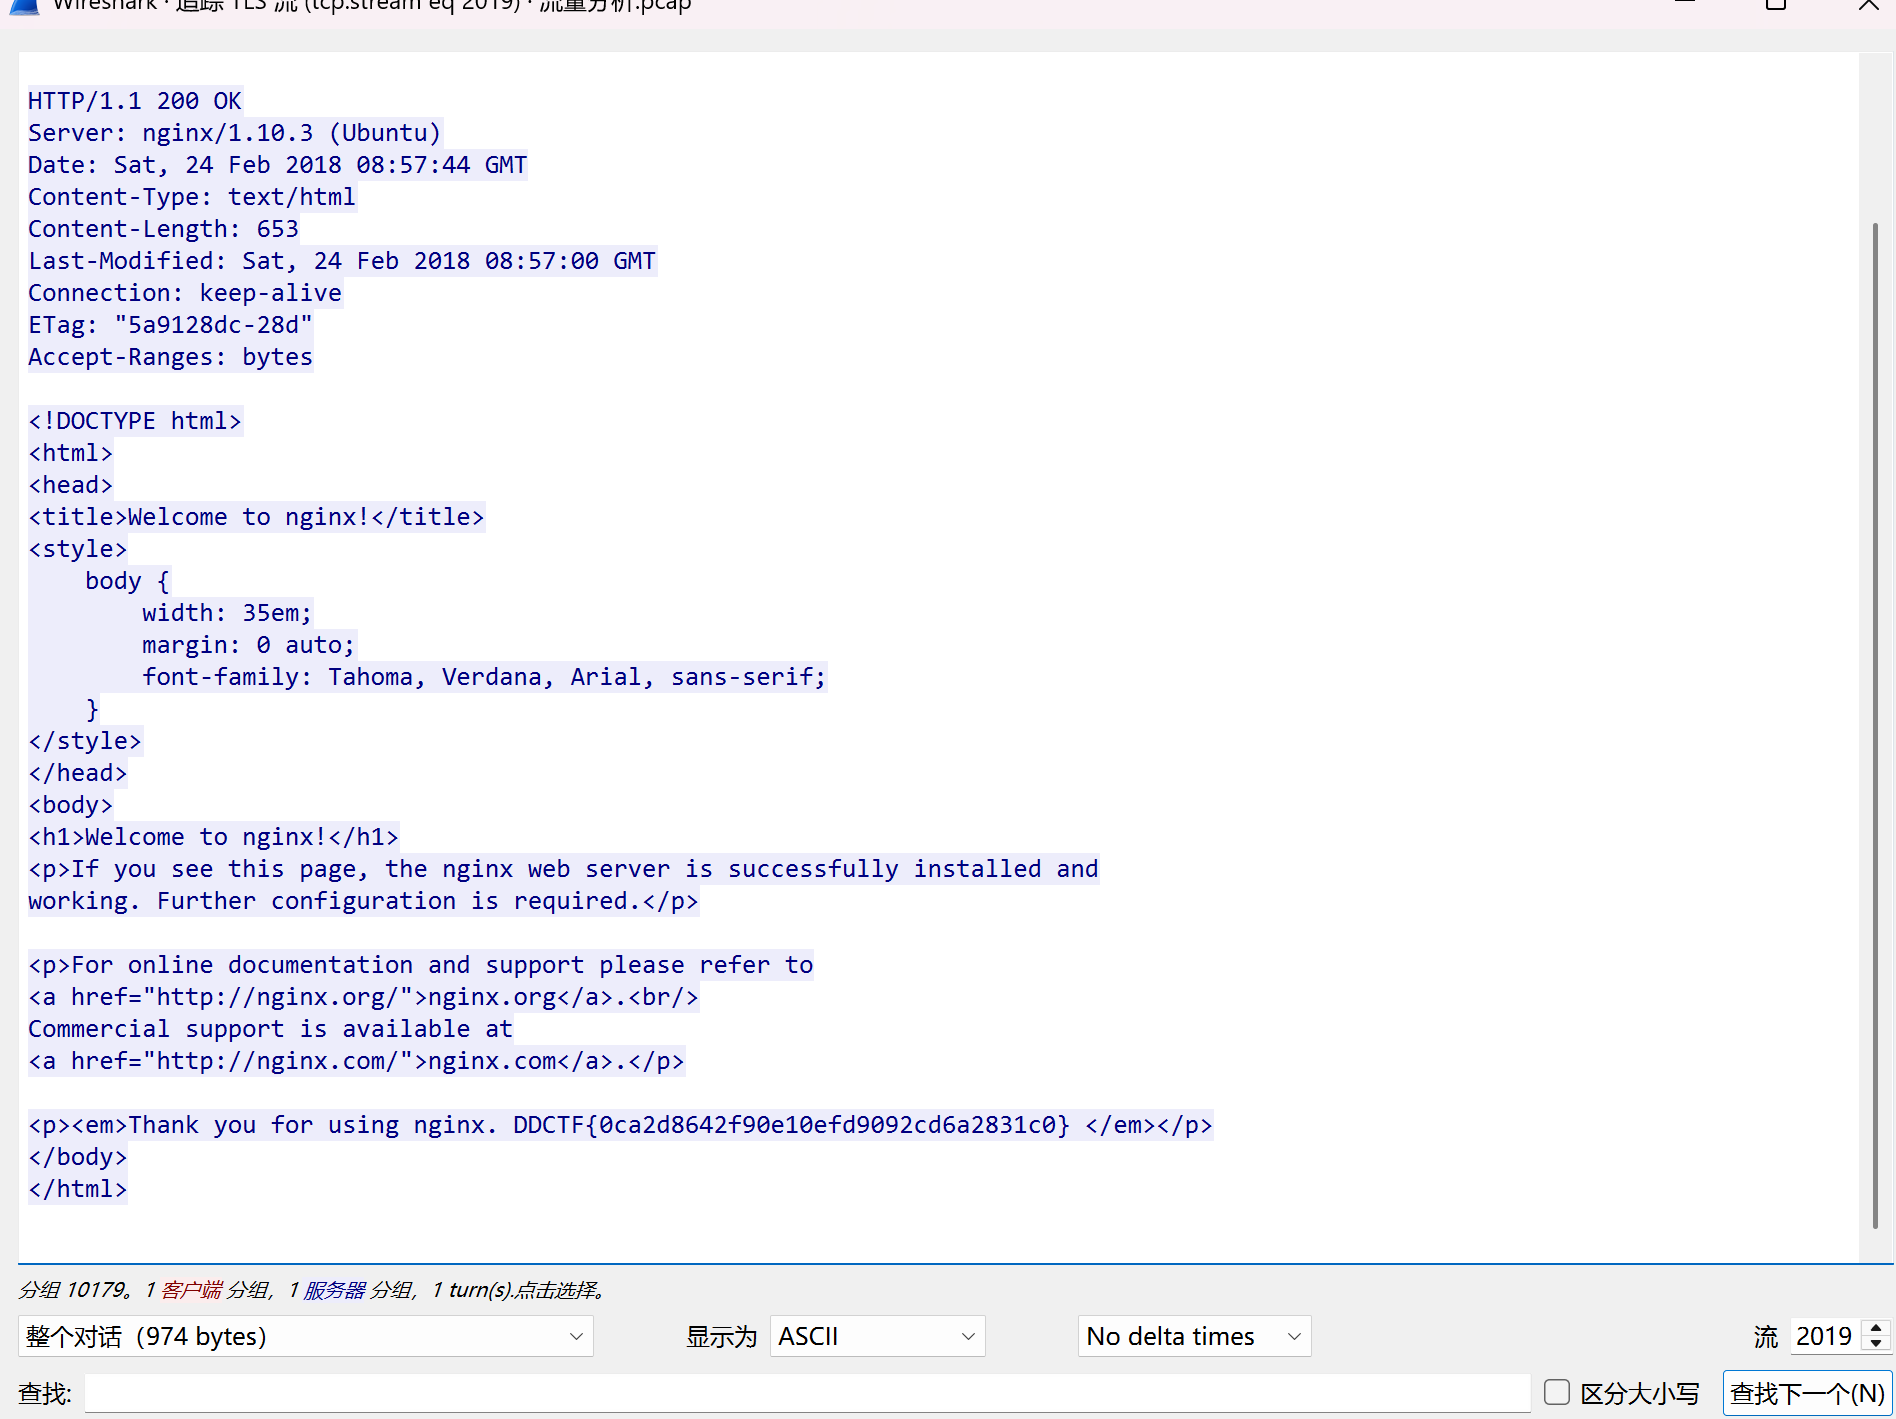 Wireshark · 追踪 TLS 流 (tcp.stream eq 2019) · 流量分析.pcap
HTTP/1.1 200 OK
Server: nginx/1.10.3 (Ubuntu)
Date: Sat, 24 Feb 2018 08:57:44 GMT
Content-Type: text/html
Content-Length: 653
Last-Modified: Sat, 24 Feb 2018 08:57:00 GMT
Connection: keep-alive
ETag: "5a9128dc-28d"
Accept-Ranges: bytes

<!DOCTYPE html>
<html>
<head>
<title>Welcome to nginx!</title>
<style>
    body {
        width: 35em;
        margin: 0 auto;
        font-family: Tahoma, Verdana, Arial, sans-serif;
    }
</style>
</head>
<body>
<h1>Welcome to nginx!</h1>
<p>If you see this page, the nginx web server is successfully installed and
working. Further configuration is required.</p>

<p>For online documentation and support please refer to
<a href="http://nginx.org/">nginx.org</a>.<br/>
Commercial support is available at
<a href="http://nginx.com/">nginx.com</a>.</p>

<p><em>Thank you for using nginx. DDCTF{0ca2d8642f90e10efd9092cd6a2831c0} </em></p>
</body>
</html>
分组 10179。1 客户端 分组，1 服务器 分组，1 turn(s).点击选择。
整个对话（974 bytes） 显示为 ASCII No delta times 流 2019
查找: 区分大小写 查找下一个(N)